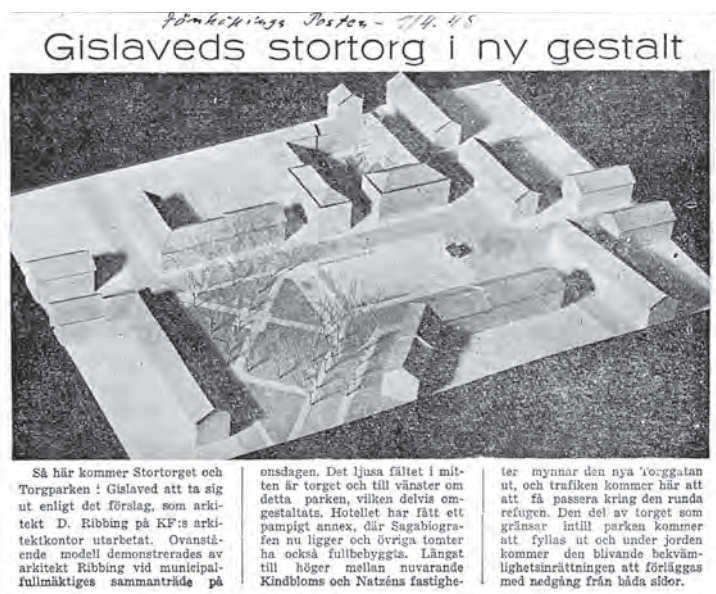 Jönköpings Posten - 7/4. 48
Gislaveds stortorg i ny gestalt
Så här kommer Stortorget och
Torgparken i Gislaved att ta sig
ut enligt det förslag, som arki-
tekt D. Ribbing på KF:s arki-
tektkontor utarbetat. Ovanstå-
ende modell demonstrerades av
arkitekt Ribbing vid municipal-
fullmäktiges sammanträde på
onsdagen. Det ljusa fältet i mit-
ten är torget och till vänster om
detta parken, vilken delvis om-
gestaltats. Hotellet har fått ett
pampigt annex, där Sagabiogra-
fen nu ligger och övriga tomter
ha också fullbebyggts. Längst
till höger mellan nuvarande
Kindbloms och Natzéns fastighe-
ter mynnar den nya Torggatan
ut, och trafiken kommer här att
att få passera kring den runda
refugen. Den del av torget som
gränsar intill parken kommer
att fyllas ut och under jorden
kommer den blivande bekväm-
lighetsinrättningen att förläggas
med nedgång från båda sidor.